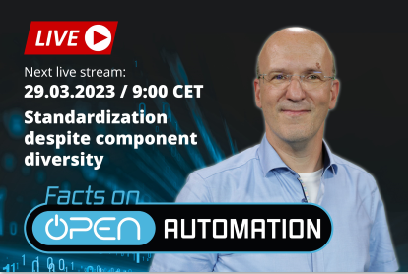 LIVE
Next live stream:
29.03.2023 / 9:00 CET
Standardization
despite component
diversity
Facts on
OPEN AUTOMATION